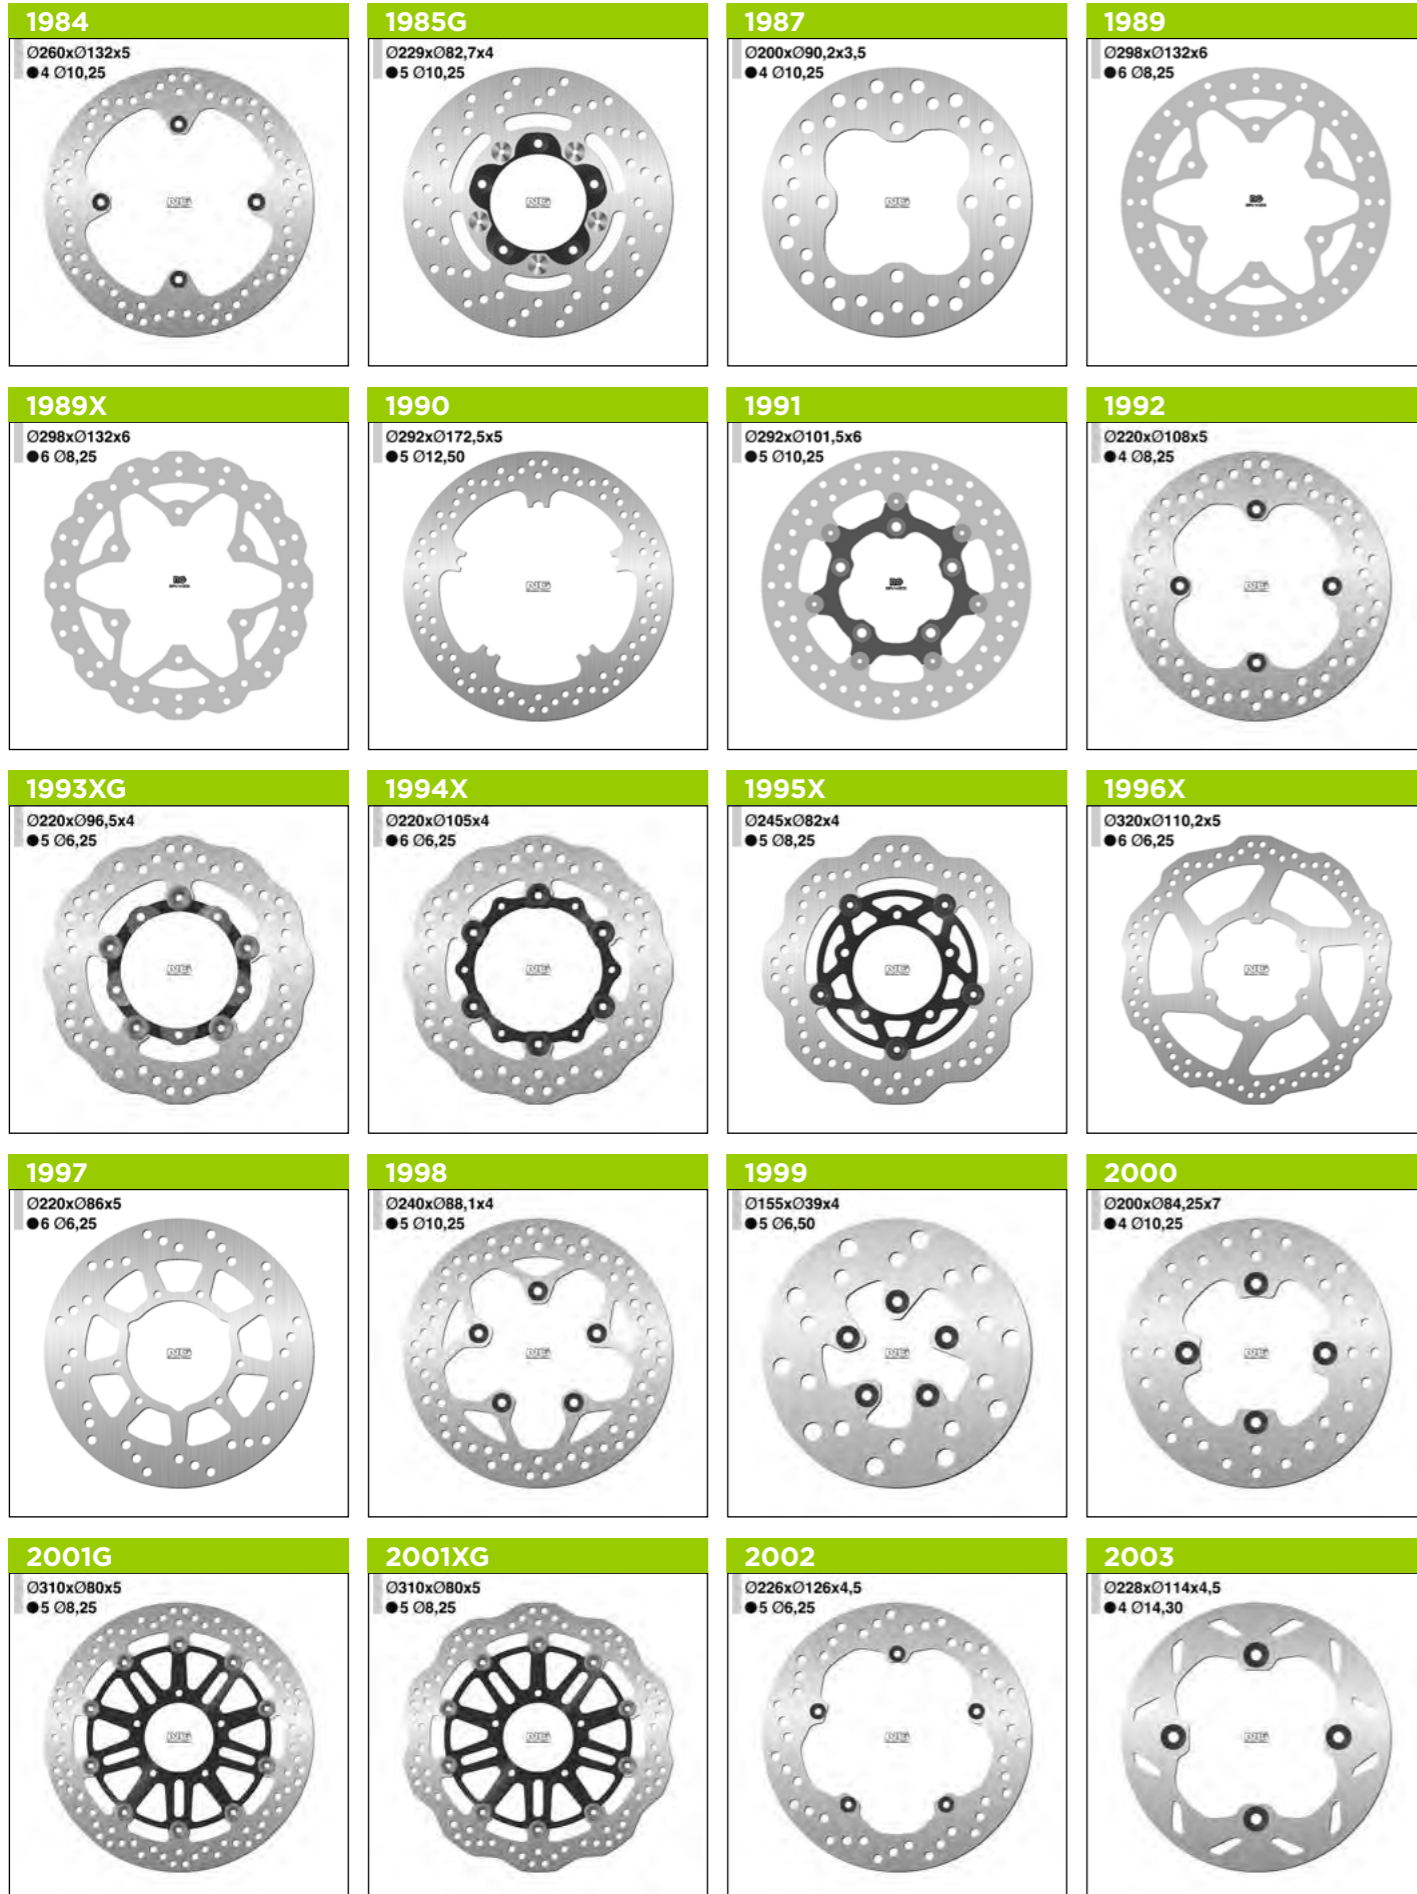 1984
Ø260xØ132x5
●4 Ø10,25
1985G
Ø229xØ82,7x4
●5 Ø10,25
1987
Ø200xØ90,2x3,5
●4 Ø10,25
1989
Ø298xØ132x6
●6 Ø8,25
1989X
Ø298xØ132x6
●6 Ø8,25
1990
Ø292xØ172,5x5
●5 Ø12,50
1991
Ø292xØ101,5x6
●5 Ø10,25
1992
Ø220xØ108x5
●4 Ø8,25
1993XG
Ø220xØ96,5x4
●5 Ø6,25
1994X
Ø220xØ105x4
●6 Ø6,25
1995X
Ø245xØ82x4
●5 Ø8,25
1996X
Ø320xØ110,2x5
●6 Ø6,25
1997
Ø220xØ86x5
●6 Ø6,25
1998
Ø240xØ88,1x4
●5 Ø10,25
1999
Ø155xØ39x4
●5 Ø6,50
2000
Ø200xØ84,25x7
●4 Ø10,25
2001G
Ø310xØ80x5
●5 Ø8,25
2001XG
Ø310xØ80x5
●5 Ø8,25
2002
Ø226xØ126x4,5
●5 Ø6,25
2003
Ø228xØ114x4,5
●4 Ø14,30